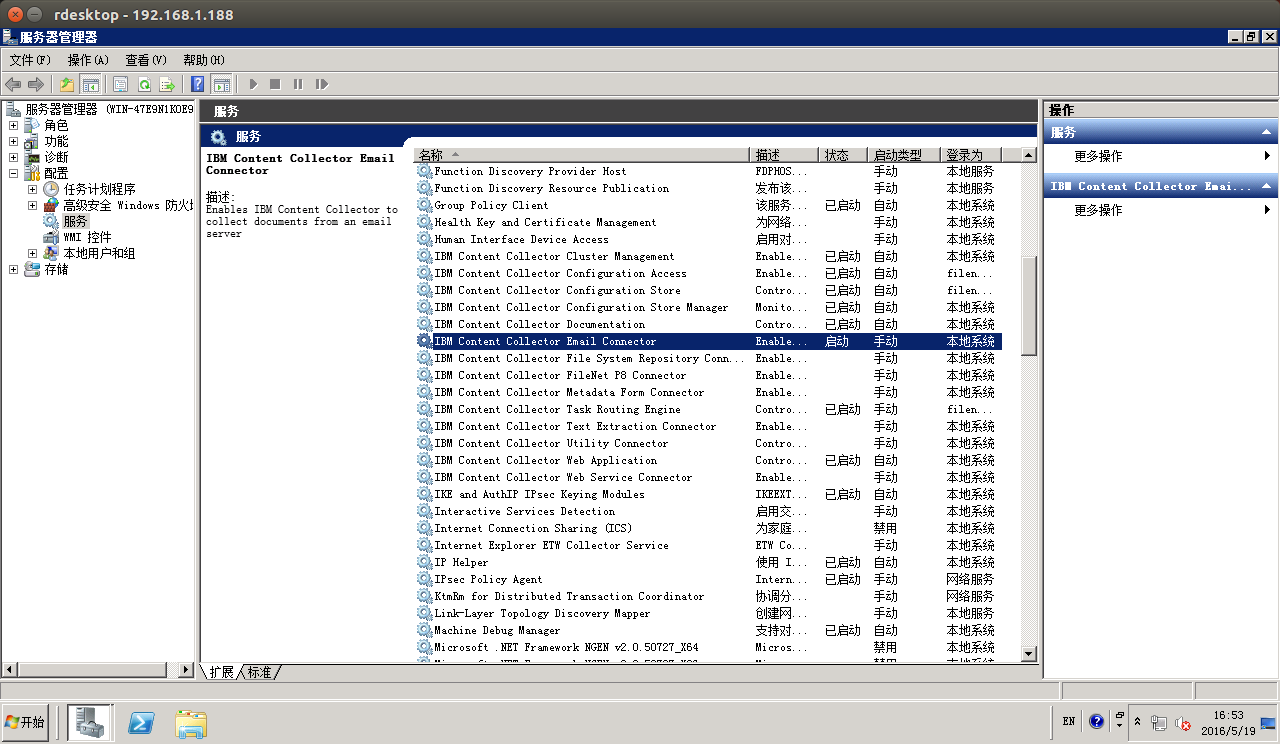 rdesktop - 192.168.1.188
服务器管理器
文件(F) 操作(A) 查看(V) 帮助(H)
服务器管理器 (WIN-47E9N1KOE9
角色
功能
诊断
配置
任务计划程序
高级安全 Windows 防火
服务
WMI 控件
本地用户和组
存储
服务
服务
IBM Content Collector Email
Connector
描述:
Enables IBM Content Collector to
collect documents from an email
server
名称 描述 状态 启动类型 登录为
Function Discovery Provider Host FDPHOS... 手动 本地服务
Function Discovery Resource Publication 发布该... 手动 本地服务
Group Policy Client 该服务... 已启动 自动 本地系统
Health Key and Certificate Management 为网络... 手动 本地系统
Human Interface Device Access 启用对... 手动 本地系统
IBM Content Collector Cluster Management Enable... 已启动 自动 本地系统
IBM Content Collector Configuration Access Enable... 已启动 自动 filen...
IBM Content Collector Configuration Store Contro... 已启动 自动 filen...
IBM Content Collector Configuration Store Manager Monito... 已启动 自动 本地系统
IBM Content Collector Documentation Contro... 已启动 自动 本地系统
IBM Content Collector Email Connector Enable... 启动 手动 本地系统
IBM Content Collector File System Repository Conn... Enable... 手动 本地系统
IBM Content Collector FileNet P8 Connector Enable... 手动 本地系统
IBM Content Collector Metadata Form Connector Enable... 手动 本地系统
IBM Content Collector Task Routing Engine Contro... 已启动 手动 filen...
IBM Content Collector Text Extraction Connector Enable... 手动 本地系统
IBM Content Collector Utility Connector Contro... 手动 本地系统
IBM Content Collector Web Application Contro... 已启动 自动 本地系统
IBM Content Collector Web Service Connector Enable... 手动 本地系统
IKE and AuthIP IPsec Keying Modules IKEEXT... 已启动 自动 本地系统
Interactive Services Detection 启用交... 手动 本地系统
Internet Connection Sharing (ICS) 为家庭... 禁用 本地系统
Internet Explorer ETW Collector Service ETW Co... 手动 本地系统
IP Helper 使用 I... 已启动 自动 本地系统
IPsec Policy Agent Intern... 已启动 手动 网络服务
KtmRm for Distributed Transaction Coordinator 协调分... 手动 网络服务
Link-Layer Topology Discovery Mapper 创建网... 手动 本地服务
Machine Debug Manager 支持对... 已启动 自动 本地系统
Microsoft .NET Framework NGEN v2.0.50727_X64 Micros... 禁用 本地系统
扩展 标准
操作
服务
更多操作
IBM Content Collector Emai...
更多操作
开始
EN
16:53
2016/5/19